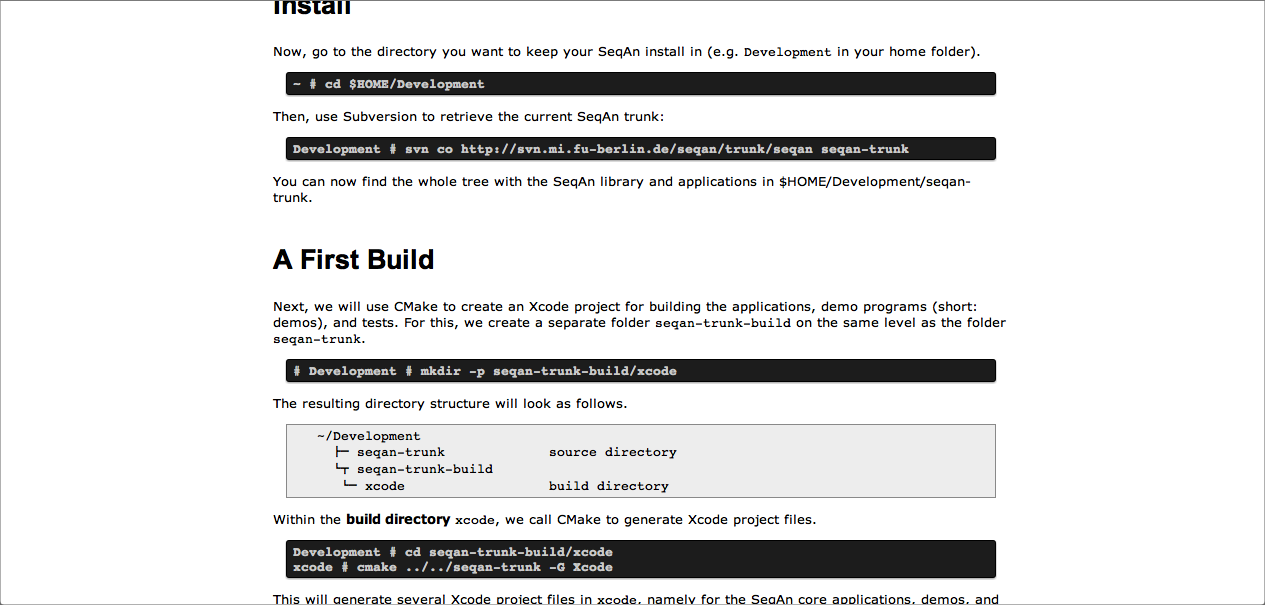 Install
Now, go to the directory you want to keep your SeqAn install in (e.g. Development in your home folder).
~ # cd $HOME/Development
Then, use Subversion to retrieve the current SeqAn trunk:
Development # svn co http://svn.mi.fu-berlin.de/seqan/trunk/seqan seqan-trunk
You can now find the whole tree with the SeqAn library and applications in $HOME/Development/seqan-
trunk.
A First Build
Next, we will use CMake to create an Xcode project for building the applications, demo programs (short:
demos), and tests. For this, we create a separate folder seqan-trunk-build on the same level as the folder
seqan-trunk.
# Development # mkdir -p seqan-trunk-build/xcode
The resulting directory structure will look as follows.
~/Development
├─ seqan-trunk source directory
└┬ seqan-trunk-build
└─ xcode build directory
Within the build directory xcode, we call CMake to generate Xcode project files.
Development # cd seqan-trunk-build/xcode
xcode # cmake ../../seqan-trunk -G Xcode
This will generate several Xcode project files in xcode, namely for the SeqAn core applications, demos, and